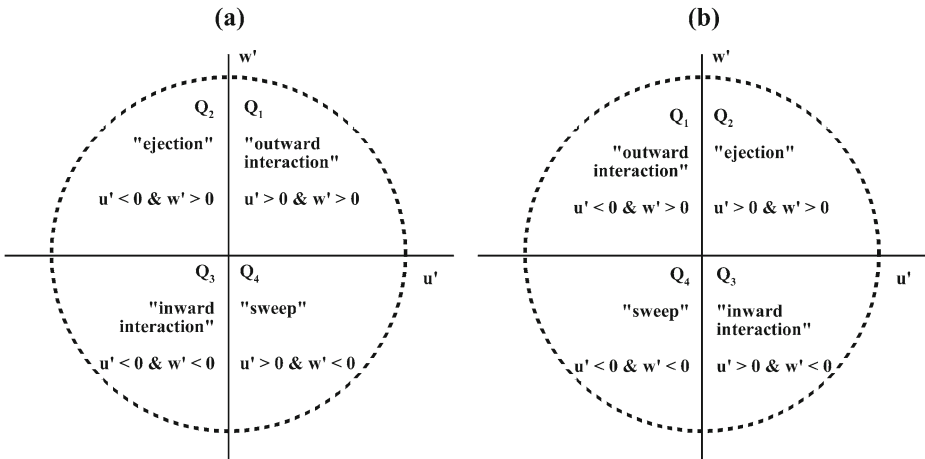 (a)
w'
Q2 Q1
"ejection" "outward
interaction"
u' < 0 & w' > 0 u' > 0 & w' > 0
u'
Q3 Q4
"inward "sweep"
interaction"
u' < 0 & w' < 0 u' > 0 & w' < 0
(b)
w'
Q1 Q2
"outward "ejection"
interaction"
u' < 0 & w' > 0 u' > 0 & w' > 0
u'
Q4 Q3
"sweep" "inward
interaction"
u' < 0 & w' < 0 u' > 0 & w' < 0